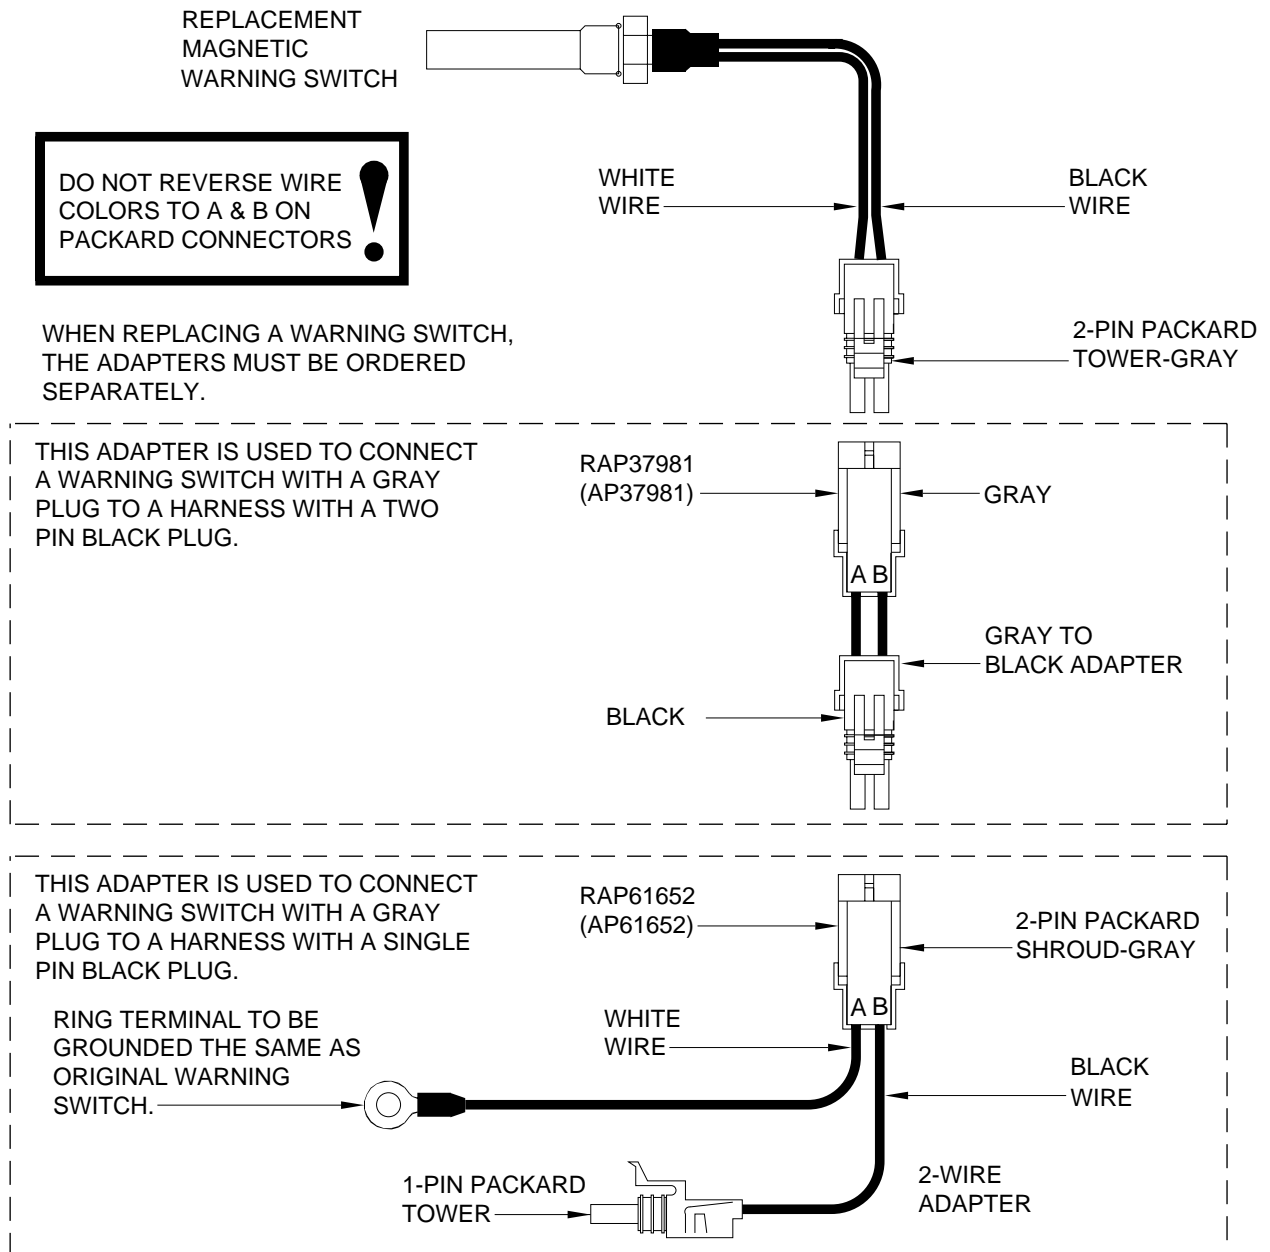 REPLACEMENT
MAGNETIC
WARNING SWITCH
DO NOT REVERSE WIRE
COLORS TO A & B ON
PACKARD CONNECTORS
!
WHITE
WIRE
BLACK
WIRE
WHEN REPLACING A WARNING SWITCH,
THE ADAPTERS MUST BE ORDERED
SEPARATELY.
2-PIN PACKARD
TOWER-GRAY
THIS ADAPTER IS USED TO CONNECT
A WARNING SWITCH WITH A GRAY
PLUG TO A HARNESS WITH A TWO
PIN BLACK PLUG.
RAP37981
(AP37981)
GRAY
A B
GRAY TO
BLACK ADAPTER
BLACK
THIS ADAPTER IS USED TO CONNECT
A WARNING SWITCH WITH A GRAY
PLUG TO A HARNESS WITH A SINGLE
PIN BLACK PLUG.
RAP61652
(AP61652)
2-PIN PACKARD
SHROUD-GRAY
A B
RING TERMINAL TO BE
GROUNDED THE SAME AS
ORIGINAL WARNING
SWITCH.
WHITE
WIRE
BLACK
WIRE
1-PIN PACKARD
TOWER
2-WIRE
ADAPTER